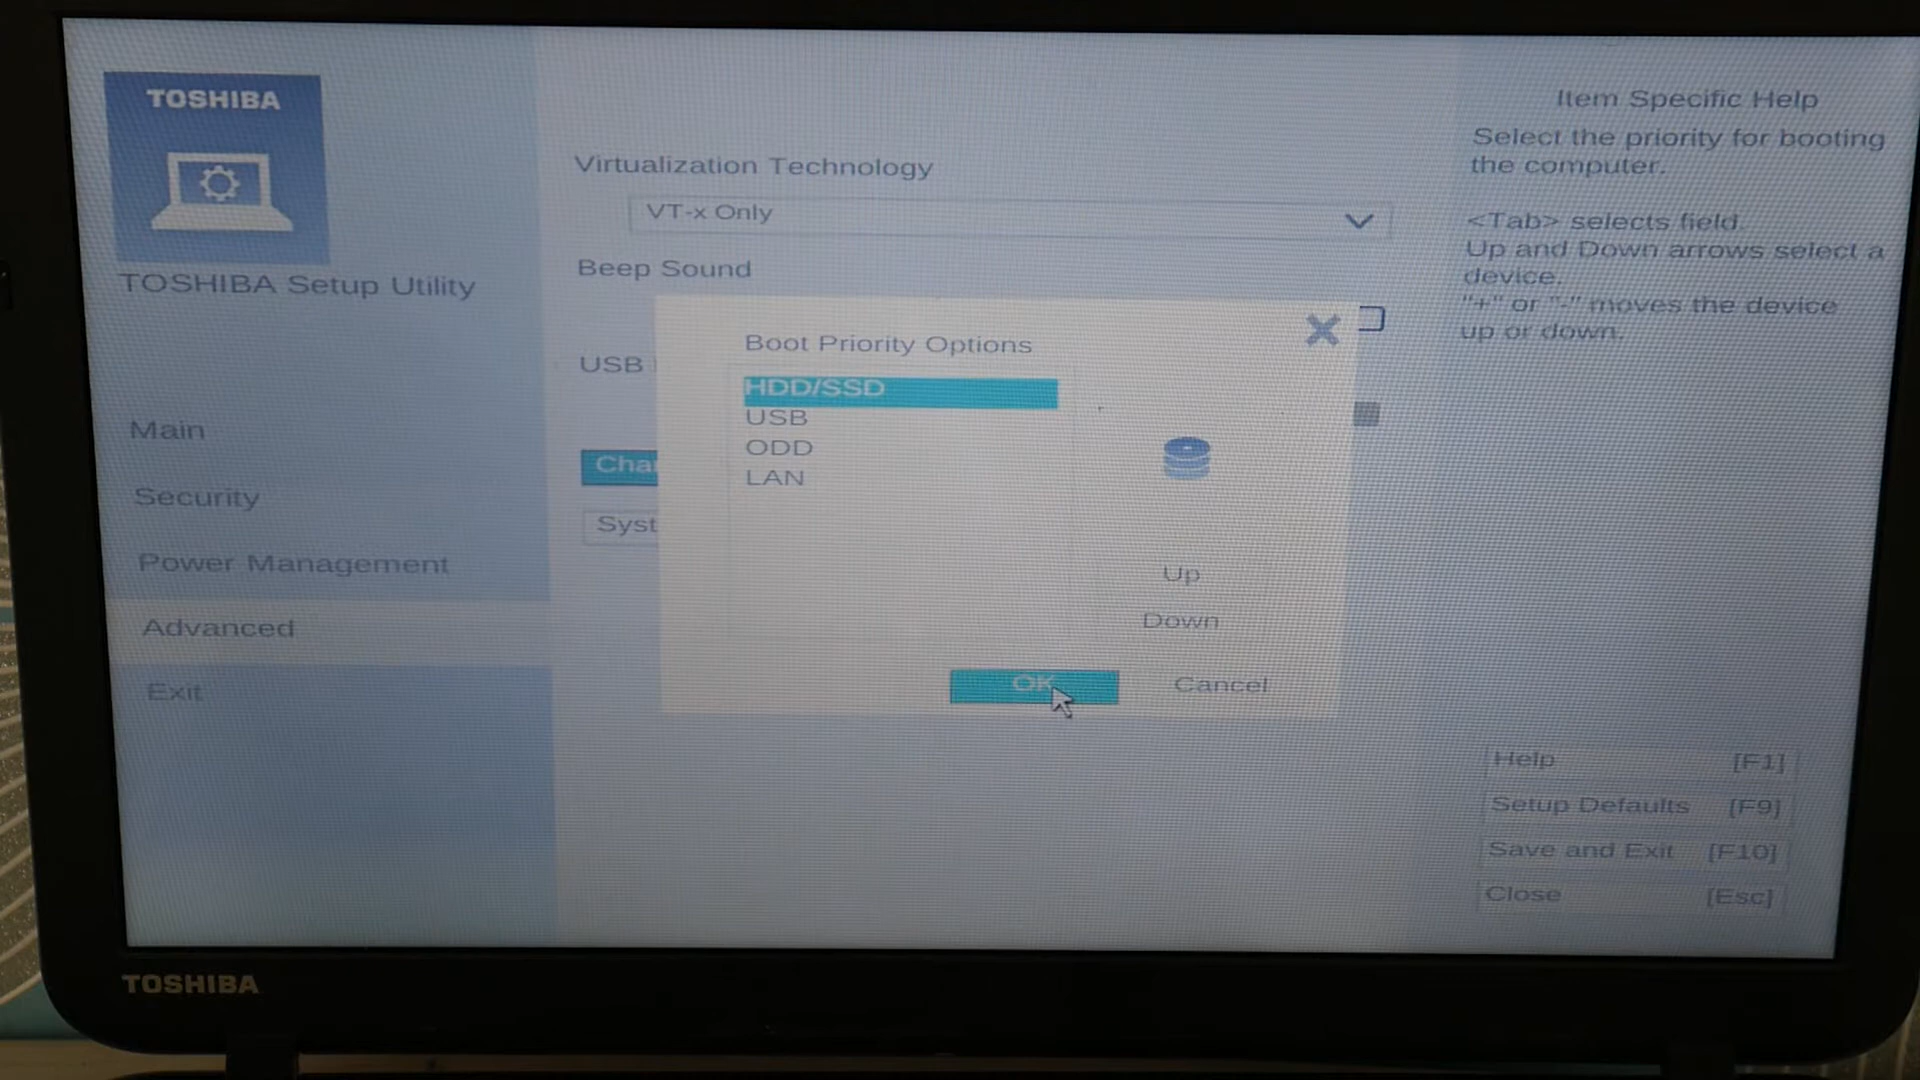 TOSHIBA
TOSHIBA Setup Utility
Main
Security
Power Management
Advanced
Exit
Virtualization Technology
VT-x Only
Beep Sound
USB
Char
Syst
Boot Priority Options
HDD/SSD
USB
ODD
LAN
Up
Down
OK
Cancel
Item Specific Help
Select the priority for booting
the computer.
<Tab> selects field.
Up and Down arrows select a
device.
"+" or "-" moves the device
up or down.
Help [F1]
Setup Defaults [F9]
Save and Exit [F10]
Close [Esc]
TOSHIBA